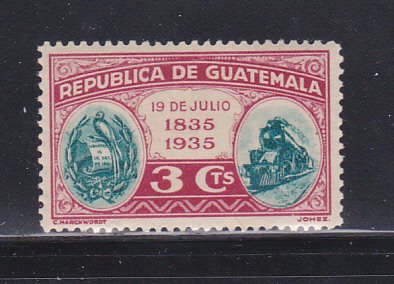 REPUBLICA DE GUATEMALA
19 DE JULIO
1835
1935
3 CTS
C. MARCKWORDT
JOHEZ.